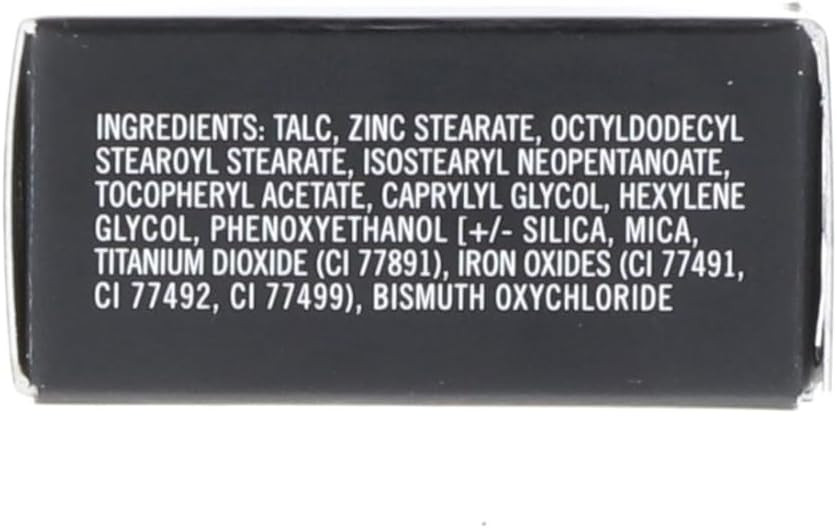 INGREDIENTS: TALC, ZINC STEARATE, OCTYLDODECYL
STEAROYL STEARATE, ISOSTEARYL NEOPENTANOATE,
TOCOPHERYL ACETATE, CAPRYLYL GLYCOL, HEXYLENE
GLYCOL, PHENOXYETHANOL [+/- SILICA, MICA,
TITANIUM DIOXIDE (CI 77891), IRON OXIDES (CI 77491,
CI 77492, CI 77499), BISMUTH OXYCHLORIDE